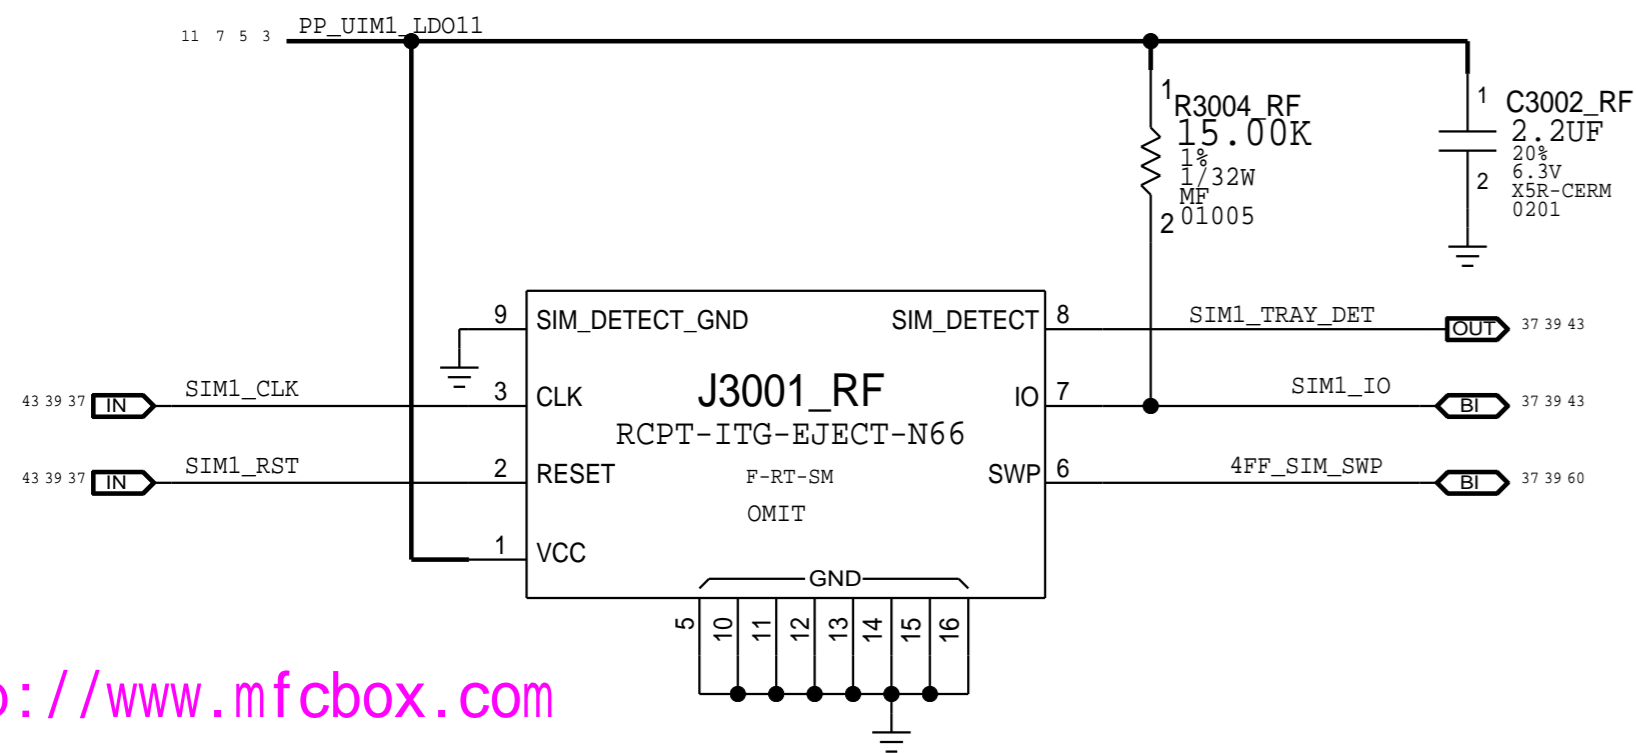 PP_UIM1_LDO11
11 7 5 3
1
R3004_RF
15.00K
1%
1/32W
MF
01005
2
1
C3002_RF
2.2UF
20%
6.3V
X5R-CERM
0201
2
9 SIM_DETECT_GND
SIM_DETECT 8
SIM1_TRAY_DET
OUT 37 39 43
43 39 37 IN
SIM1_CLK
3 CLK
J3001_RF
RCPT-ITG-EJECT-N66
F-RT-SM
OMIT
IO 7
SIM1_IO
BI 37 39 43
43 39 37 IN
SIM1_RST
2 RESET
SWP 6
4FF_SIM_SWP
BI 37 39 60
1 VCC
GND
5 10 11 12 13 14 15 16
://www.mfcbox.com